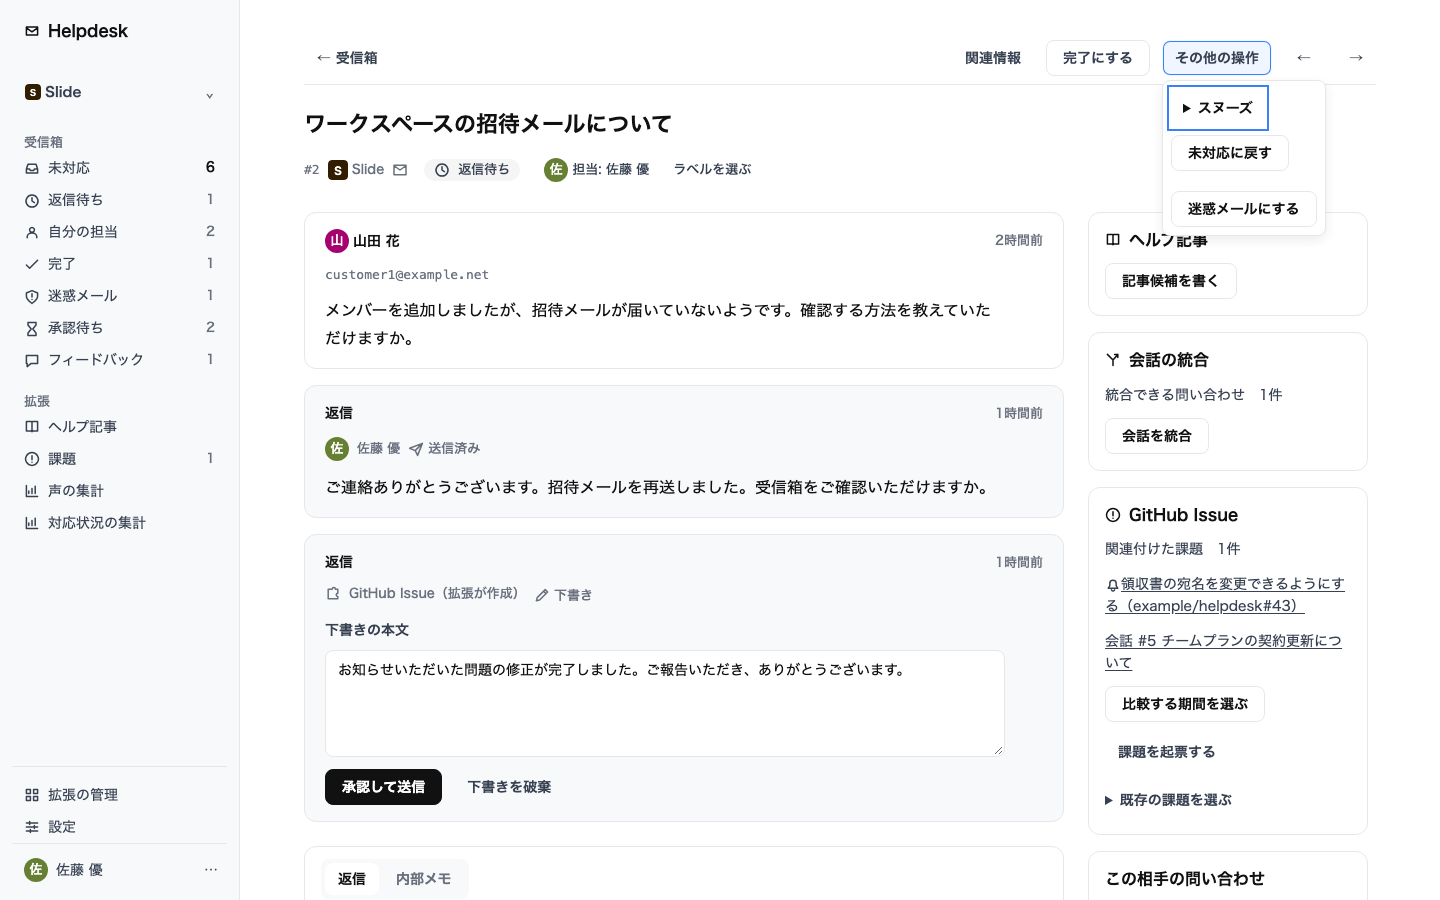 Helpdesk
S Slide
受信箱
未対応 6
返信待ち 1
自分の担当 2
完了 1
迷惑メール 1
承認待ち 2
フィードバック 1
拡張
ヘルプ記事
課題 1
声の集計
対応状況の集計
拡張の管理
設定
佐 佐藤 優 …
← 受信箱
関連情報 完了にする その他の操作 ← →
▶ スヌーズ
未対応に戻す
迷惑メールにする
ワークスペースの招待メールについて
#2 S Slide 返信待ち 佐 担当: 佐藤 優 ラベルを選ぶ
山 山田 花 2時間前
customer1@example.net
メンバーを追加しましたが、招待メールが届いていないようです。確認する方法を教えていた
だけますか。
返信 1時間前
佐 佐藤 優 送信済み
ご連絡ありがとうございます。招待メールを再送しました。受信箱をご確認いただけますか。
返信 1時間前
GitHub Issue（拡張が作成） 下書き
下書きの本文
お知らせいただいた問題の修正が完了しました。ご報告いただき、ありがとうございます。
承認して送信 下書きを破棄
返信 内部メモ
ヘルプ記事
記事候補を書く
会話の統合
統合できる問い合わせ 1件
会話を統合
GitHub Issue
関連付けた課題 1件
領収書の宛名を変更できるようにす
る（example/helpdesk#43）
会話 #5 チームプランの契約更新につ
いて
比較する期間を選ぶ
課題を起票する
▶ 既存の課題を選ぶ
この相手の問い合わせ